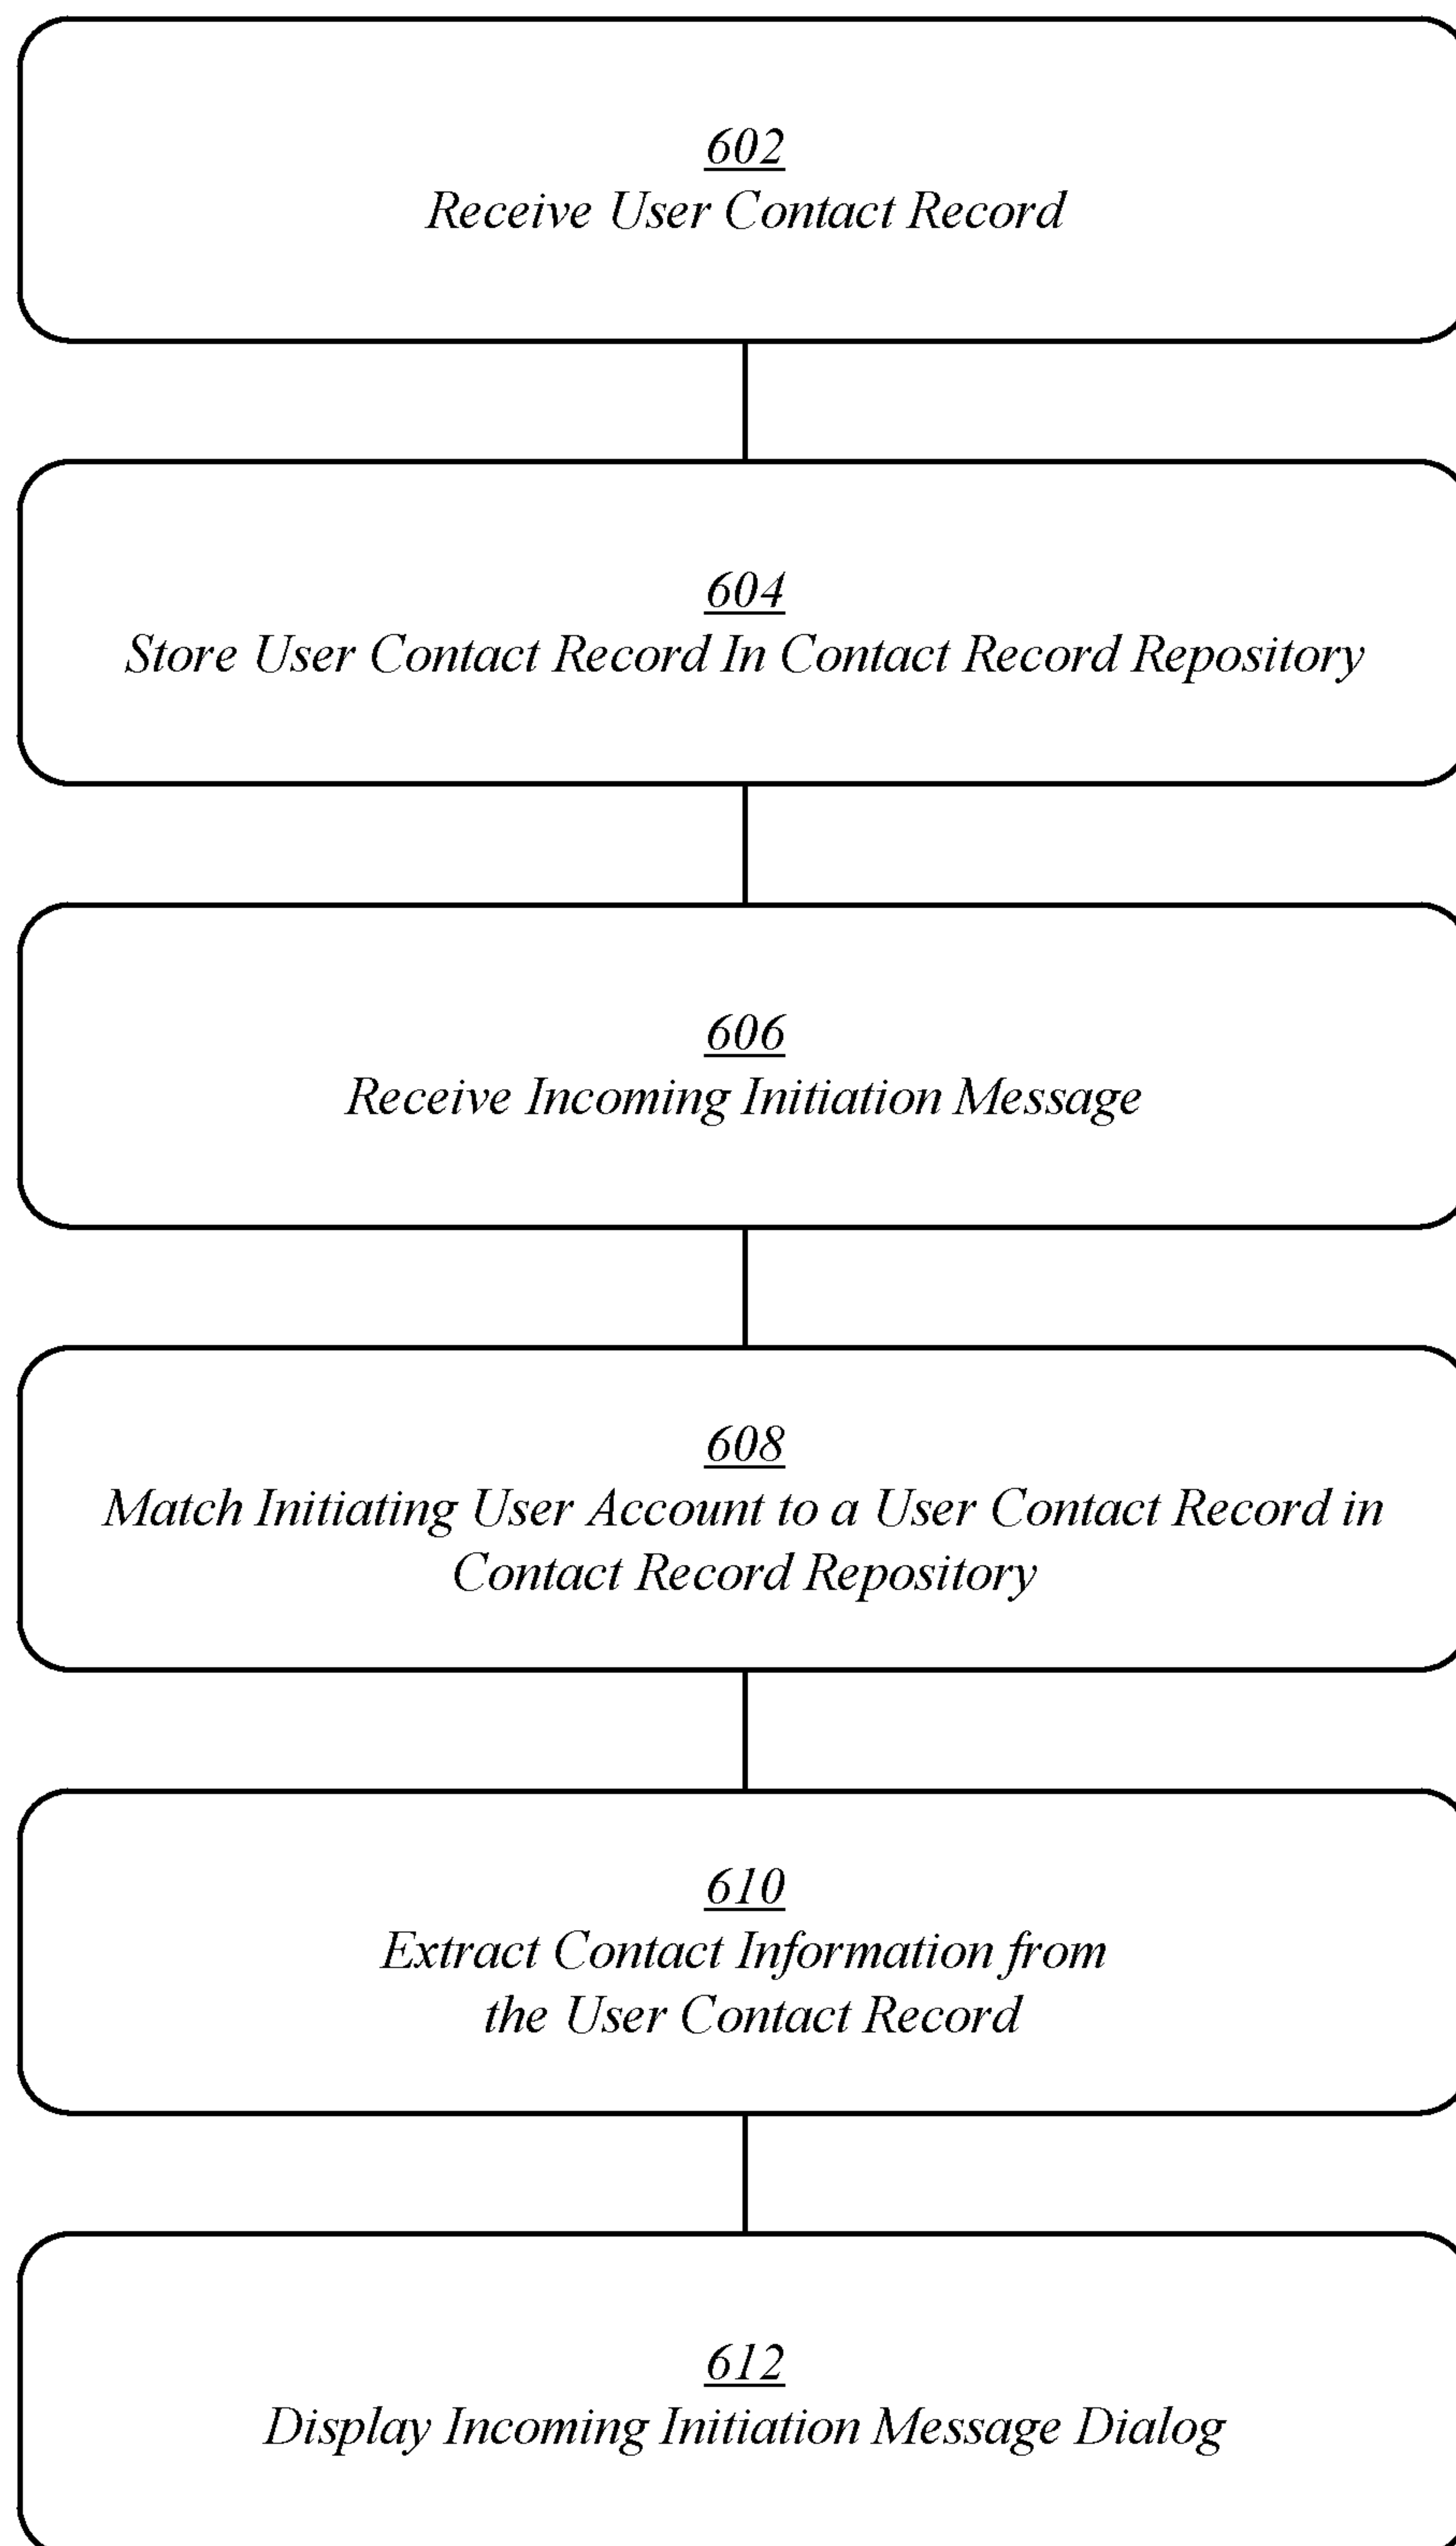 602
Receive User Contact Record
604
Store User Contact Record In Contact Record Repository
606
Receive Incoming Initiation Message
608
Match Initiating User Account to a User Contact Record in
Contact Record Repository
610
Extract Contact Information from
the User Contact Record
612
Display Incoming Initiation Message Dialog